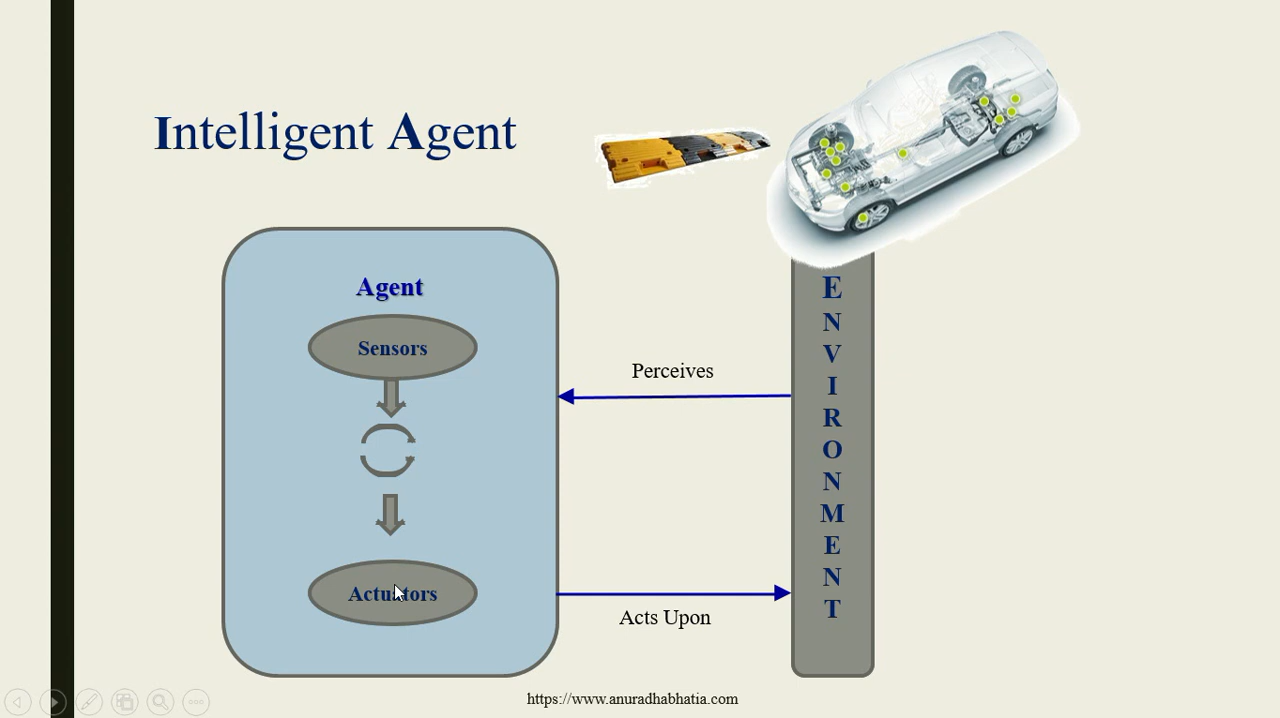 Intelligent Agent
Agent
Sensors
Perceives
Actuators
Acts Upon
E
N
V
I
R
O
N
M
E
N
T
https://www.anuradhabhatia.com